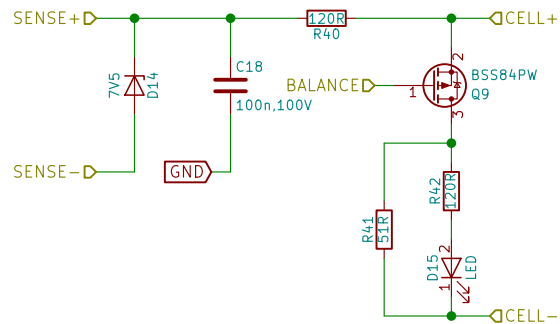 SENSE+
120R
R40
CELL+
C18
100n,100V
7V5
D14
BALANCE
1
2
3
BSS84PW
Q9
SENSE-
GND
R42
120R
R41
51R
D15
2
1
LED
CELL-